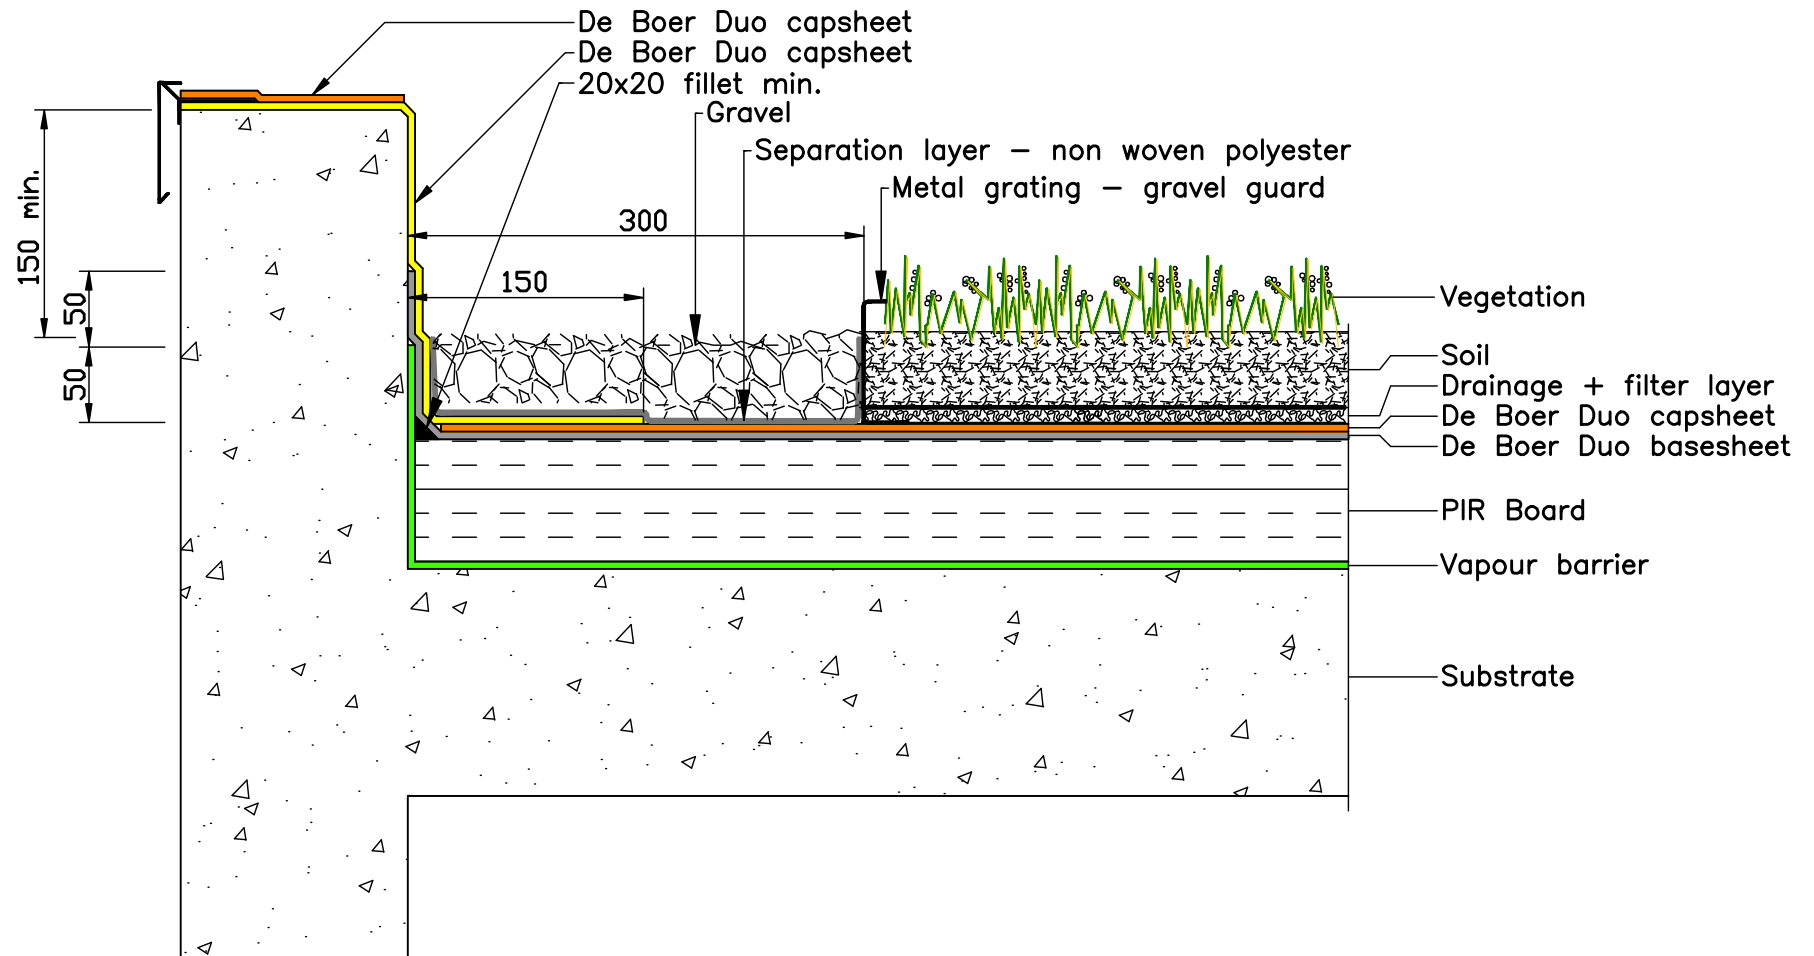 De Boer Duo capsheet
De Boer Duo capsheet
20x20 fillet min.
Gravel
Separation layer – non woven polyester
Metal grating – gravel guard
300
150
150 min.
50
50
Vegetation
Soil
Drainage + filter layer
De Boer Duo capsheet
De Boer Duo basesheet
PIR Board
Vapour barrier
Substrate